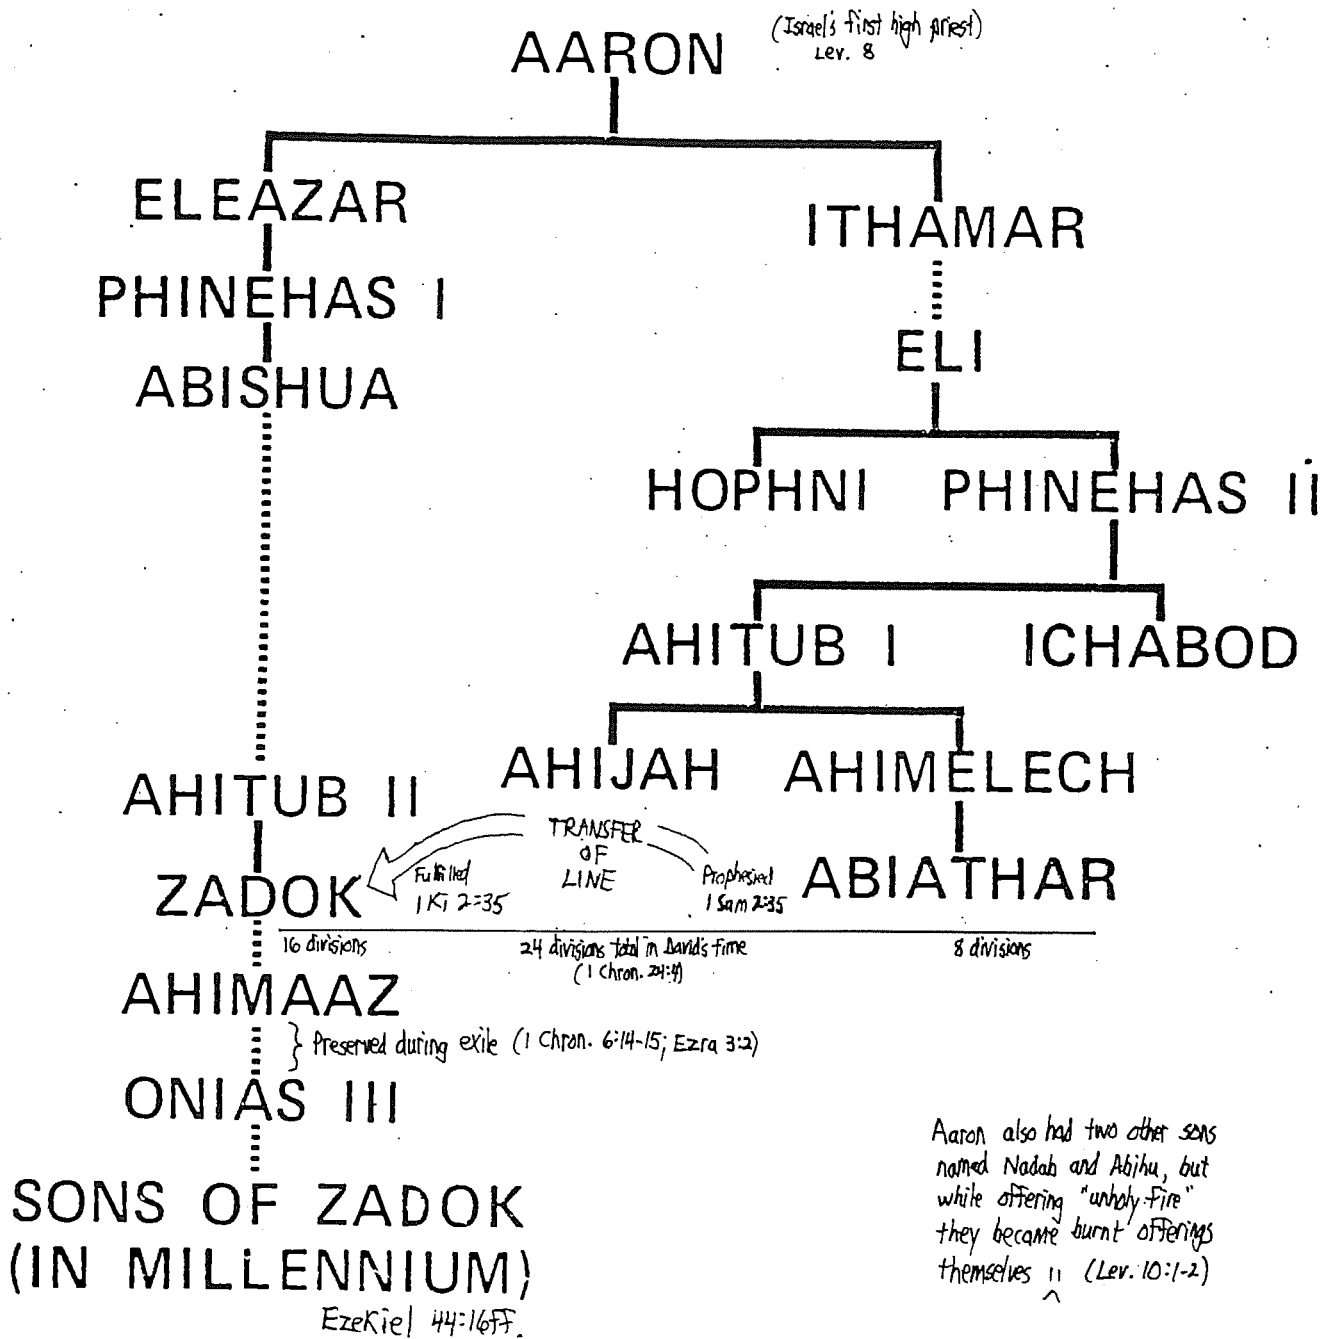 AARON
(Israel's first high priest)
Lev. 8
ELEAZAR
ITHAMAR
PHINEHAS I
ELI
ABISHUA
HOPHNI
PHINEHAS II
AHITUB I
ICHABOD
AHIJAH
AHIMELECH
AHITUB II
TRANSFER
OF
LINE
Fulfilled
1 Ki 2:35
Prophesied
1 Sam 2:35
ZADOK
ABIATHAR
16 divisions
24 divisions total in David's time
(1 Chron. 24:4)
8 divisions
AHIMAAZ
Preserved during exile (1 Chron. 6:14-15; Ezra 3:2)
ONIAS III
SONS OF ZADOK
(IN MILLENNIUM)
Ezekiel 44:16ff.
Aaron also had two other sons
named Nadab and Abihu, but
while offering "unholy fire"
they became burnt offerings
themselves !! (Lev. 10:1-2)